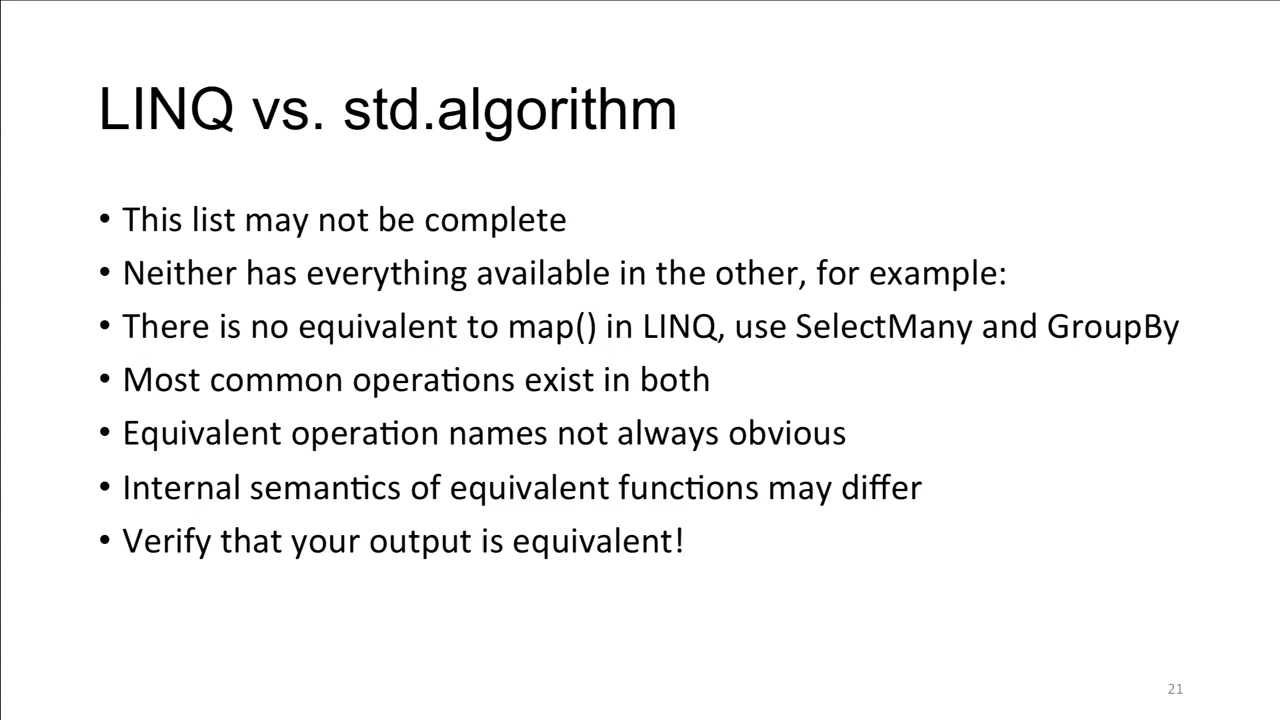 LINQ vs. std.algorithm
• This list may not be complete
• Neither has everything available in the other, for example:
• There is no equivalent to map() in LINQ, use SelectMany and GroupBy
• Most common operations exist in both
• Equivalent operation names not always obvious
• Internal semantics of equivalent functions may differ
• Verify that your output is equivalent!
21